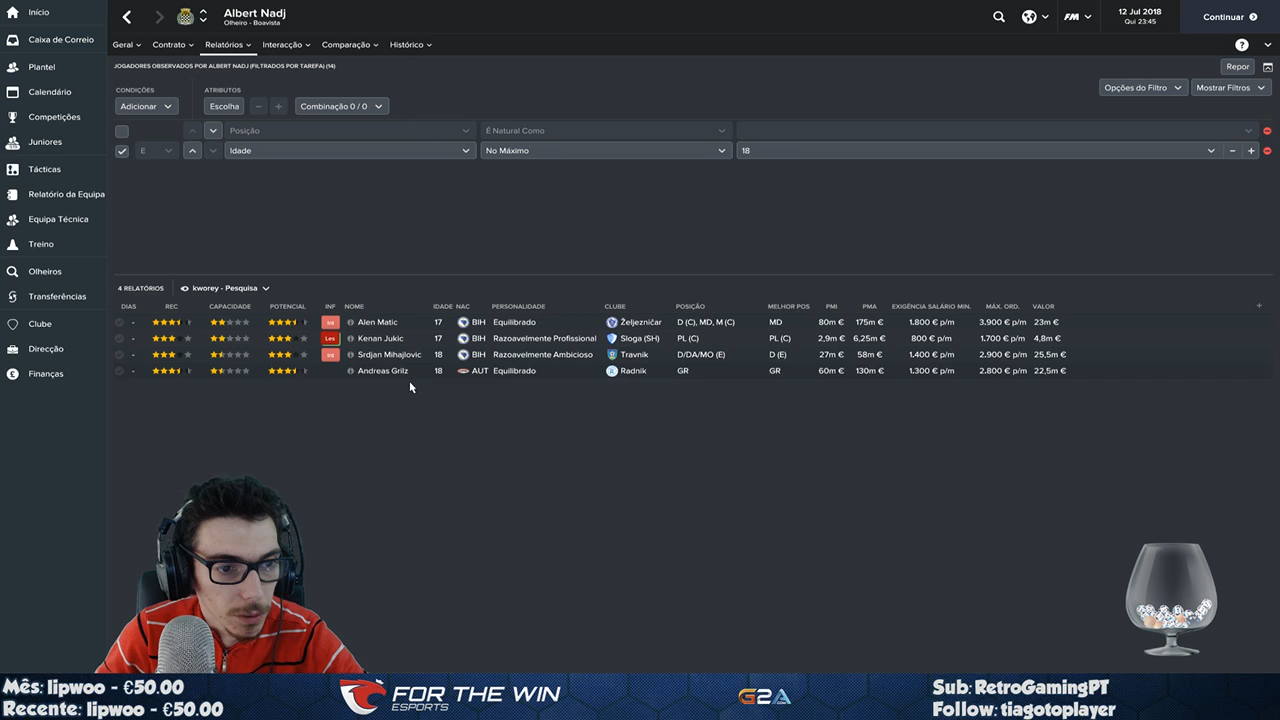 Início
Caixa de Correio
Plantel
Calendário
Competições
Juniores
Tácticas
Relatório da Equipa
Equipa Técnica
Treino
Olheiros
Transferências
Clube
Direcção
Finanças
Albert Nadj
Olheiro - Boavista
FM
12 Jul 2018
Qui 23:45
Continuar
Geral Contrato Relatórios Interacção Comparação Histórico ?
JOGADORES OBSERVADOS POR ALBERT NADJ (FILTRADOS POR TAREFA) (14) Repor
CONDIÇÕES ATRIBUTOS Opções do Filtro Mostrar Filtros
Adicionar Escolha - + Combinação 0 / 0
Posição É Natural Como
E Idade No Máximo 18 - +
4 RELATÓRIOS kworey - Pesquisa
DIAS REC CAPACIDADE POTENCIAL INF NOME IDADE NAC PERSONALIDADE CLUBE POSIÇÃO MELHOR POS PMI PMA EXIGÊNCIA SALÁRIO MIN. MÁX. ORD. VALOR +
- Int Alen Matic 17 BIH Equilibrado Željezničar D (C), MD, M (C) MD 80m € 175m € 1.800 € p/m 3.900 € p/m 23m €
- Les Kenan Jukic 17 BIH Razoavelmente Profissional Sloga (SH) PL (C) PL (C) 2,9m € 6,25m € 800 € p/m 1.700 € p/m 4,8m €
- Int Srdjan Mihajlovic 18 BIH Razoavelmente Ambicioso Travnik D/DA/MO (E) D (E) 27m € 58m € 1.400 € p/m 2.900 € p/m 25,5m €
- Andreas Grilz 18 AUT Equilibrado Radnik GR GR 60m € 130m € 1.300 € p/m 2.800 € p/m 22,5m €
Mês: lipwoo - €50.00
Recente: lipwoo - €50.00
FOR THE WIN
ESPORTS
G2A
.COM
Sub: RetroGamingPT
Follow: tiagotoplayer